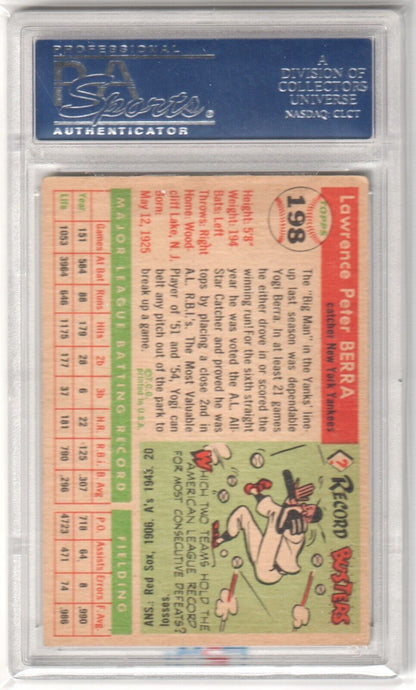 PROFESSIONAL
PSA
Sports
AUTHENTICATOR
A
DIVISION OF
COLLECTORS
UNIVERSE
NASDAQ: CLCT
TOPPS
198
Lawrence Peter BERRA
catcher New York Yankees
Height: 5'8"
Weight: 194
Bats: Left
Throws: Right
Home: Wood-
cliff Lake, N. J.
Born:
May 12, 1925
The "Big Man" in the Yanks' line-
up last season was dependable
Yogi Berra. In at least 21 games
he either drove in or scored the
winning run! For the sixth straight
year he was voted the A.L. All-
Star Catcher and proved he was
tops by placing a close 2nd in
A.L. R.B.I.'s. The Most Valuable
Player of '51 and '54, Yogi can
belt any pitch out of the park to
break up a game.
©T.C.G.
printed in U.S.A.
?
RECORD
BUSTERS
WHICH TWO TEAMS HOLD THE
AMERICAN LEAGUE RECORD
FOR MOST CONSECUTIVE DEFEATS?
ANS: Red Sox, 1906. A's, 1943. 20
losses.
MAJOR LEAGUE BATTING RECORD
FIELDING
Games At Bat Runs Hits 2b 3b H.R. R.B.I. B. Avg. P.O. Assists Errors F. Avg.
Year 151 584 88 179 28 6 22 125 .307 718 64 8 .990
Life 1053 3964 646 1175 177 37 181 790 .296 4723 471 74 .986